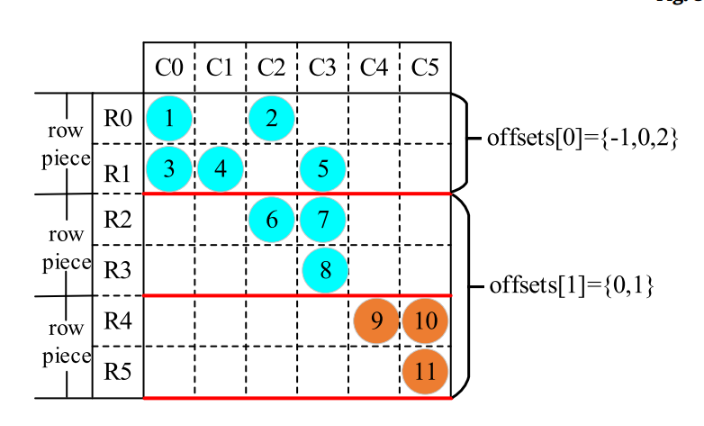 C0 C1 C2 C3 C4 C5
row piece
R0 1 2
offsets[0]={-1,0,2}
R1 3 4 5
row piece
R2 6 7
R3 8
offsets[1]={0,1}
row piece
R4 9 10
R5 11